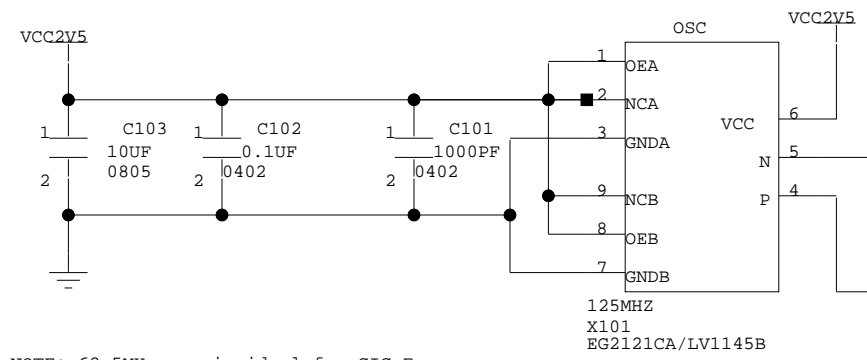 VCC2V5
OSC
VCC2V5
1
OEA
2
NCA
3
GNDA
9
NCB
8
OEB
7
GNDB
VCC
6
N
5
P
4
1
C103
10UF
0805
2
1
C102
0.1UF
0402
2
1
C101
1000PF
0402
2
125MHZ
X101
EG2121CA/LV1145B